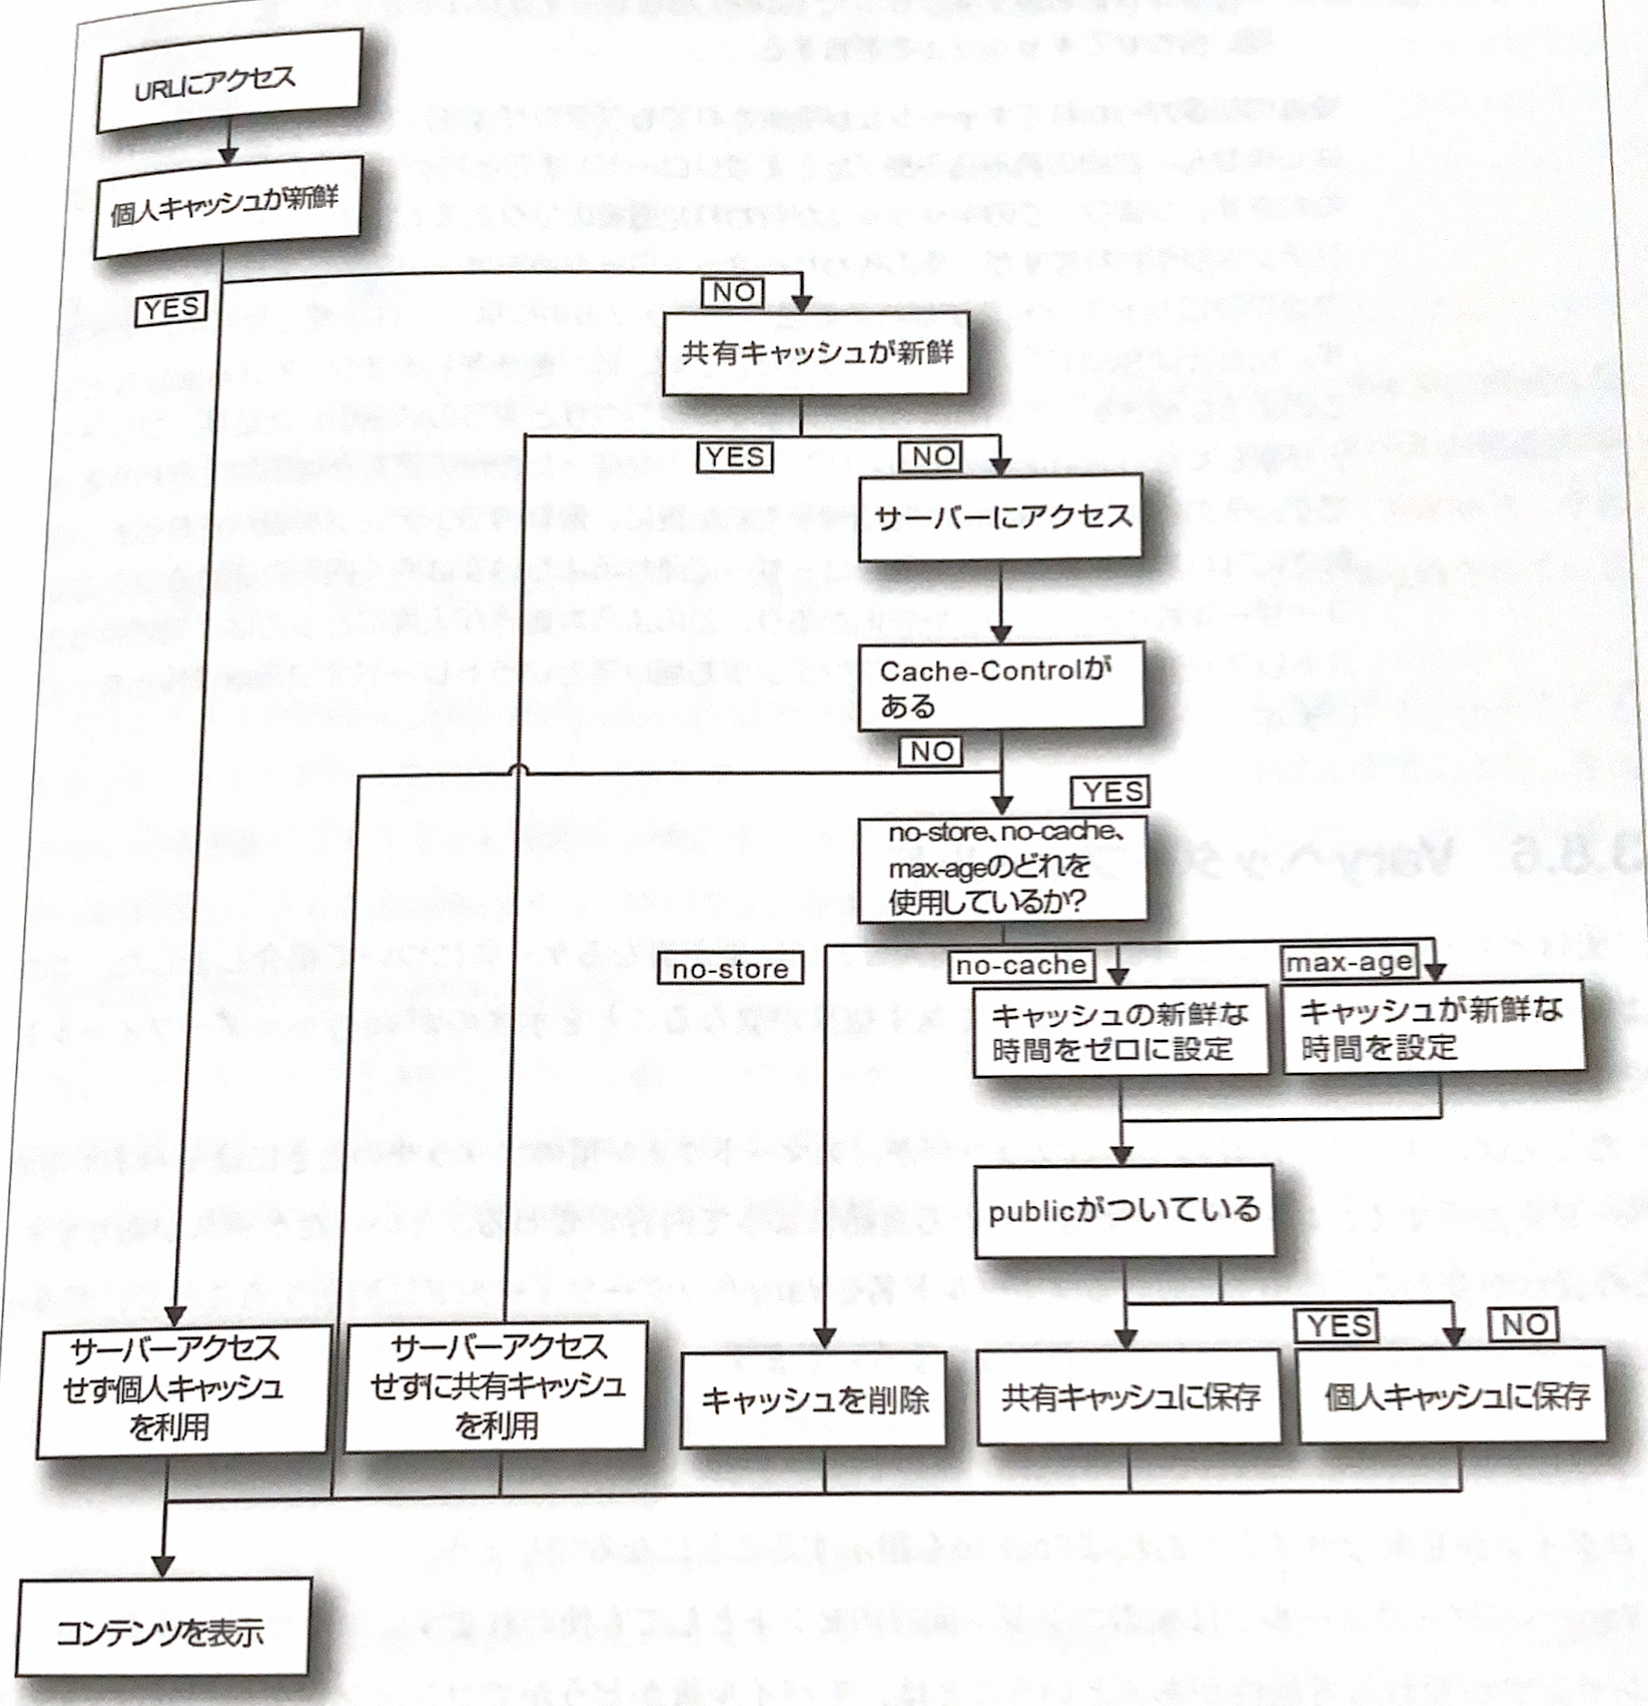 URLにアクセス
個人キャッシュが新鮮
YES
NO
共有キャッシュが新鮮
YES
NO
サーバーにアクセス
Cache-Controlが
ある
NO
YES
no-store、no-cache、
max-ageのどれを
使用しているか?
no-store
no-cache
max-age
キャッシュの新鮮な
時間をゼロに設定
キャッシュが新鮮な
時間を設定
publicがついている
YES
NO
サーバーアクセス
せず個人キャッシュ
を利用
サーバーアクセス
せずに共有キャッシュ
を利用
キャッシュを削除
共有キャッシュに保存
個人キャッシュに保存
コンテンツを表示